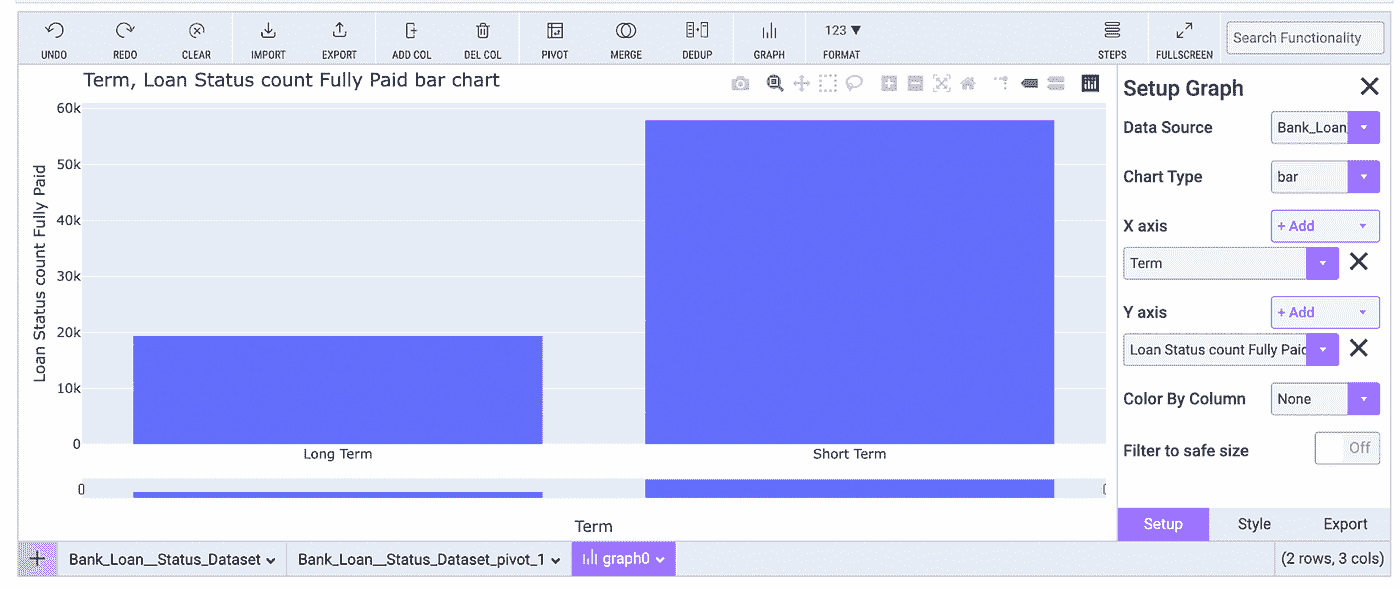 UNDO REDO CLEAR IMPORT EXPORT ADD COL DEL COL PIVOT MERGE DEDUP GRAPH 123 ▼ FORMAT STEPS FULLSCREEN Search Functionality
Term, Loan Status count Fully Paid bar chart
Loan Status count Fully Paid
60k
50k
40k
30k
20k
10k
0
Long Term Short Term
Term
Setup Graph
Data Source Bank_Loan_
Chart Type bar
X axis + Add
Term
Y axis + Add
Loan Status count Fully Paid
Color By Column None
Filter to safe size Off
Setup Style Export
+ Bank_Loan__Status_Dataset Bank_Loan__Status_Dataset_pivot_1 graph0 (2 rows, 3 cols)